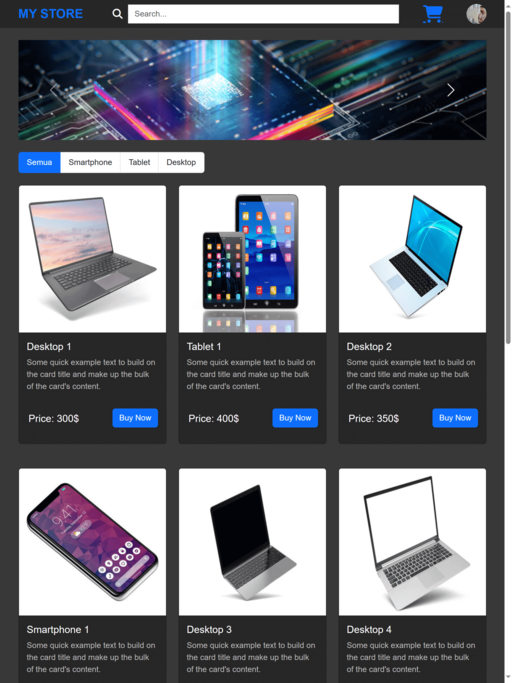 MY STORE
Search...
Semua
Smartphone
Tablet
Desktop
Desktop 1
Some quick example text to build on
the card title and make up the bulk
of the card's content.
Price: 300$
Buy Now
Tablet 1
Some quick example text to build on
the card title and make up the bulk
of the card's content.
Price: 400$
Buy Now
Desktop 2
Some quick example text to build on
the card title and make up the bulk
of the card's content.
Price: 350$
Buy Now
9:41
Smartphone 1
Some quick example text to build on
the card title and make up the bulk
of the card's content.
Desktop 3
Some quick example text to build on
the card title and make up the bulk
of the card's content.
Desktop 4
Some quick example text to build on
the card title and make up the bulk
of the card's content.